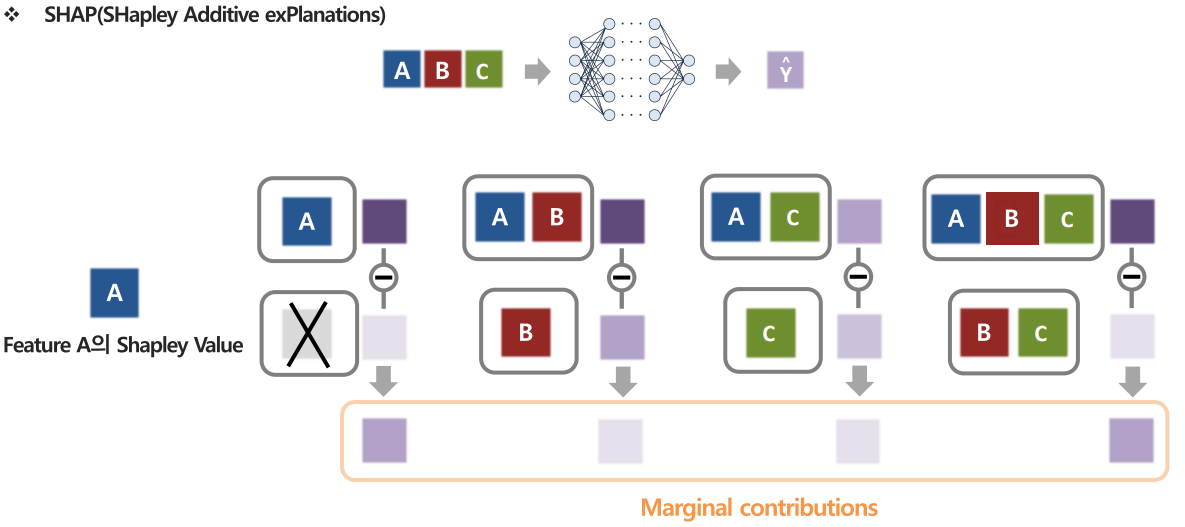 ❖ SHAP(SHapley Additive exPlanations)
A B C Ŷ
A A B A C A B C
A
B C B C
Feature A의 Shapley Value
Marginal contributions